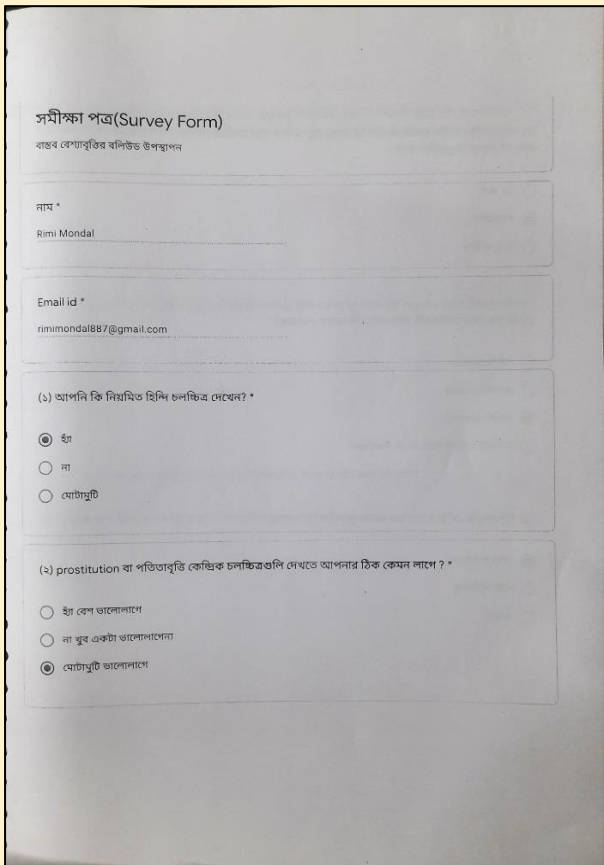 সমীক্ষা পত্র(Survey Form)
বাস্তব বেশ্যাবৃত্তির বলিউড উপস্থাপন
নাম *
Rimi Mondal
Email id *
rimimondal887@gmail.com
(১) আপনি কি নিয়মিত হিন্দি চলচ্চিত্র দেখেন? *
হ্যাঁ
না
মোটামুটি
(২) prostitution বা পতিতাবৃত্তি কেন্দ্রিক চলচ্চিত্রগুলি দেখতে আপনার ঠিক কেমন লাগে ? *
হ্যাঁ বেশ ভালোলাগে
না খুব একটা ভালোলাগেনা
মোটামুটি ভালোলাগে